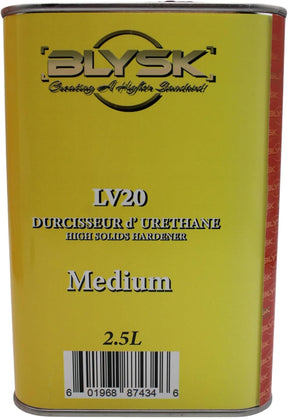 BLYSK
Creating A Higher Standard!
LV20
DURCISSEUR d' URETHANE
HIGH SOLIDS HARDENER
Medium
2.5L
6 01968 87434 6